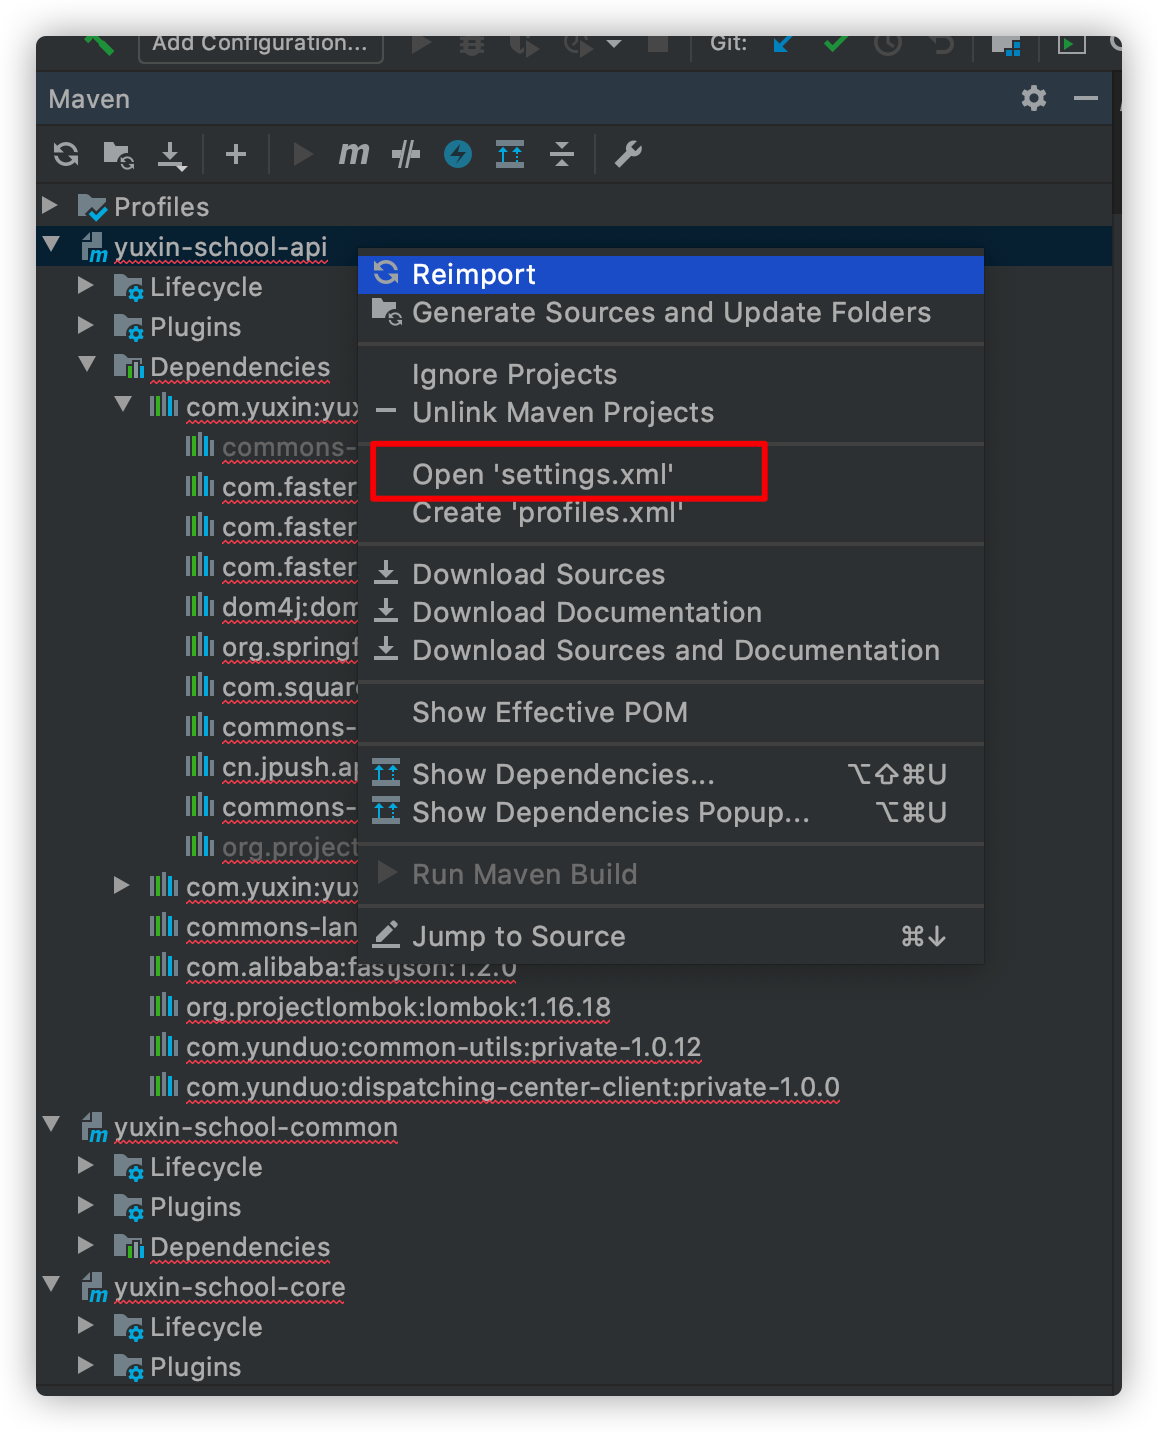 Add Configuration...
Git:
Maven
Profiles
yuxin-school-api
Lifecycle
Plugins
Dependencies
com.yuxin:yux
commons-
com.faster
com.faster
com.faster
dom4j:dom
org.springf
com.square
commons-
cn.jpush.ap
commons-
org.project
com.yuxin:yux
commons-lan
com.alibaba:fastjson:1.2.0
org.projectlombok:lombok:1.16.18
com.yunduo:common-utils:private-1.0.12
com.yunduo:dispatching-center-client:private-1.0.0
yuxin-school-common
Lifecycle
Plugins
Dependencies
yuxin-school-core
Lifecycle
Plugins
Reimport
Generate Sources and Update Folders
Ignore Projects
Unlink Maven Projects
Open 'settings.xml'
Create 'profiles.xml'
Download Sources
Download Documentation
Download Sources and Documentation
Show Effective POM
Show Dependencies... ⌥⇧⌘U
Show Dependencies Popup... ⌥⌘U
Run Maven Build
Jump to Source ⌘↓